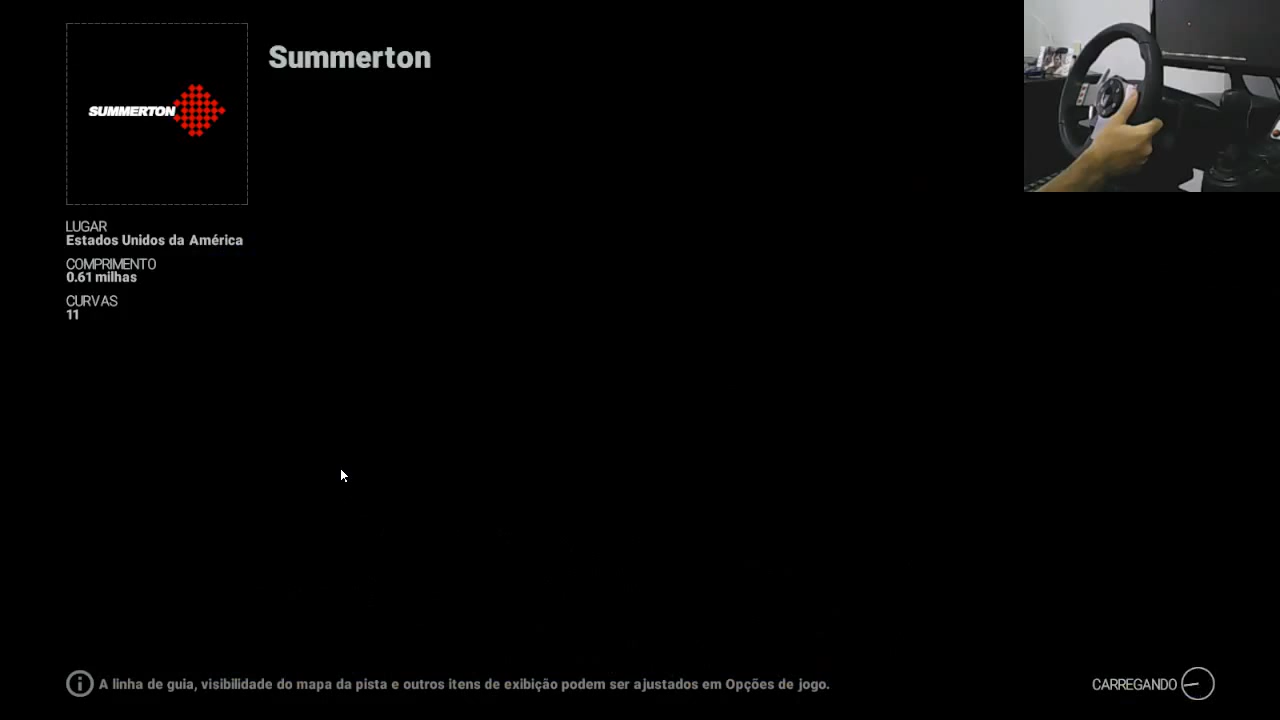 SUMMERTON
Summerton
LUGAR
Estados Unidos da América
COMPRIMENTO
0.61 milhas
CURVAS
11
A linha de guia, visibilidade do mapa da pista e outros itens de exibição podem ser ajustados em Opções de jogo.
CARREGANDO